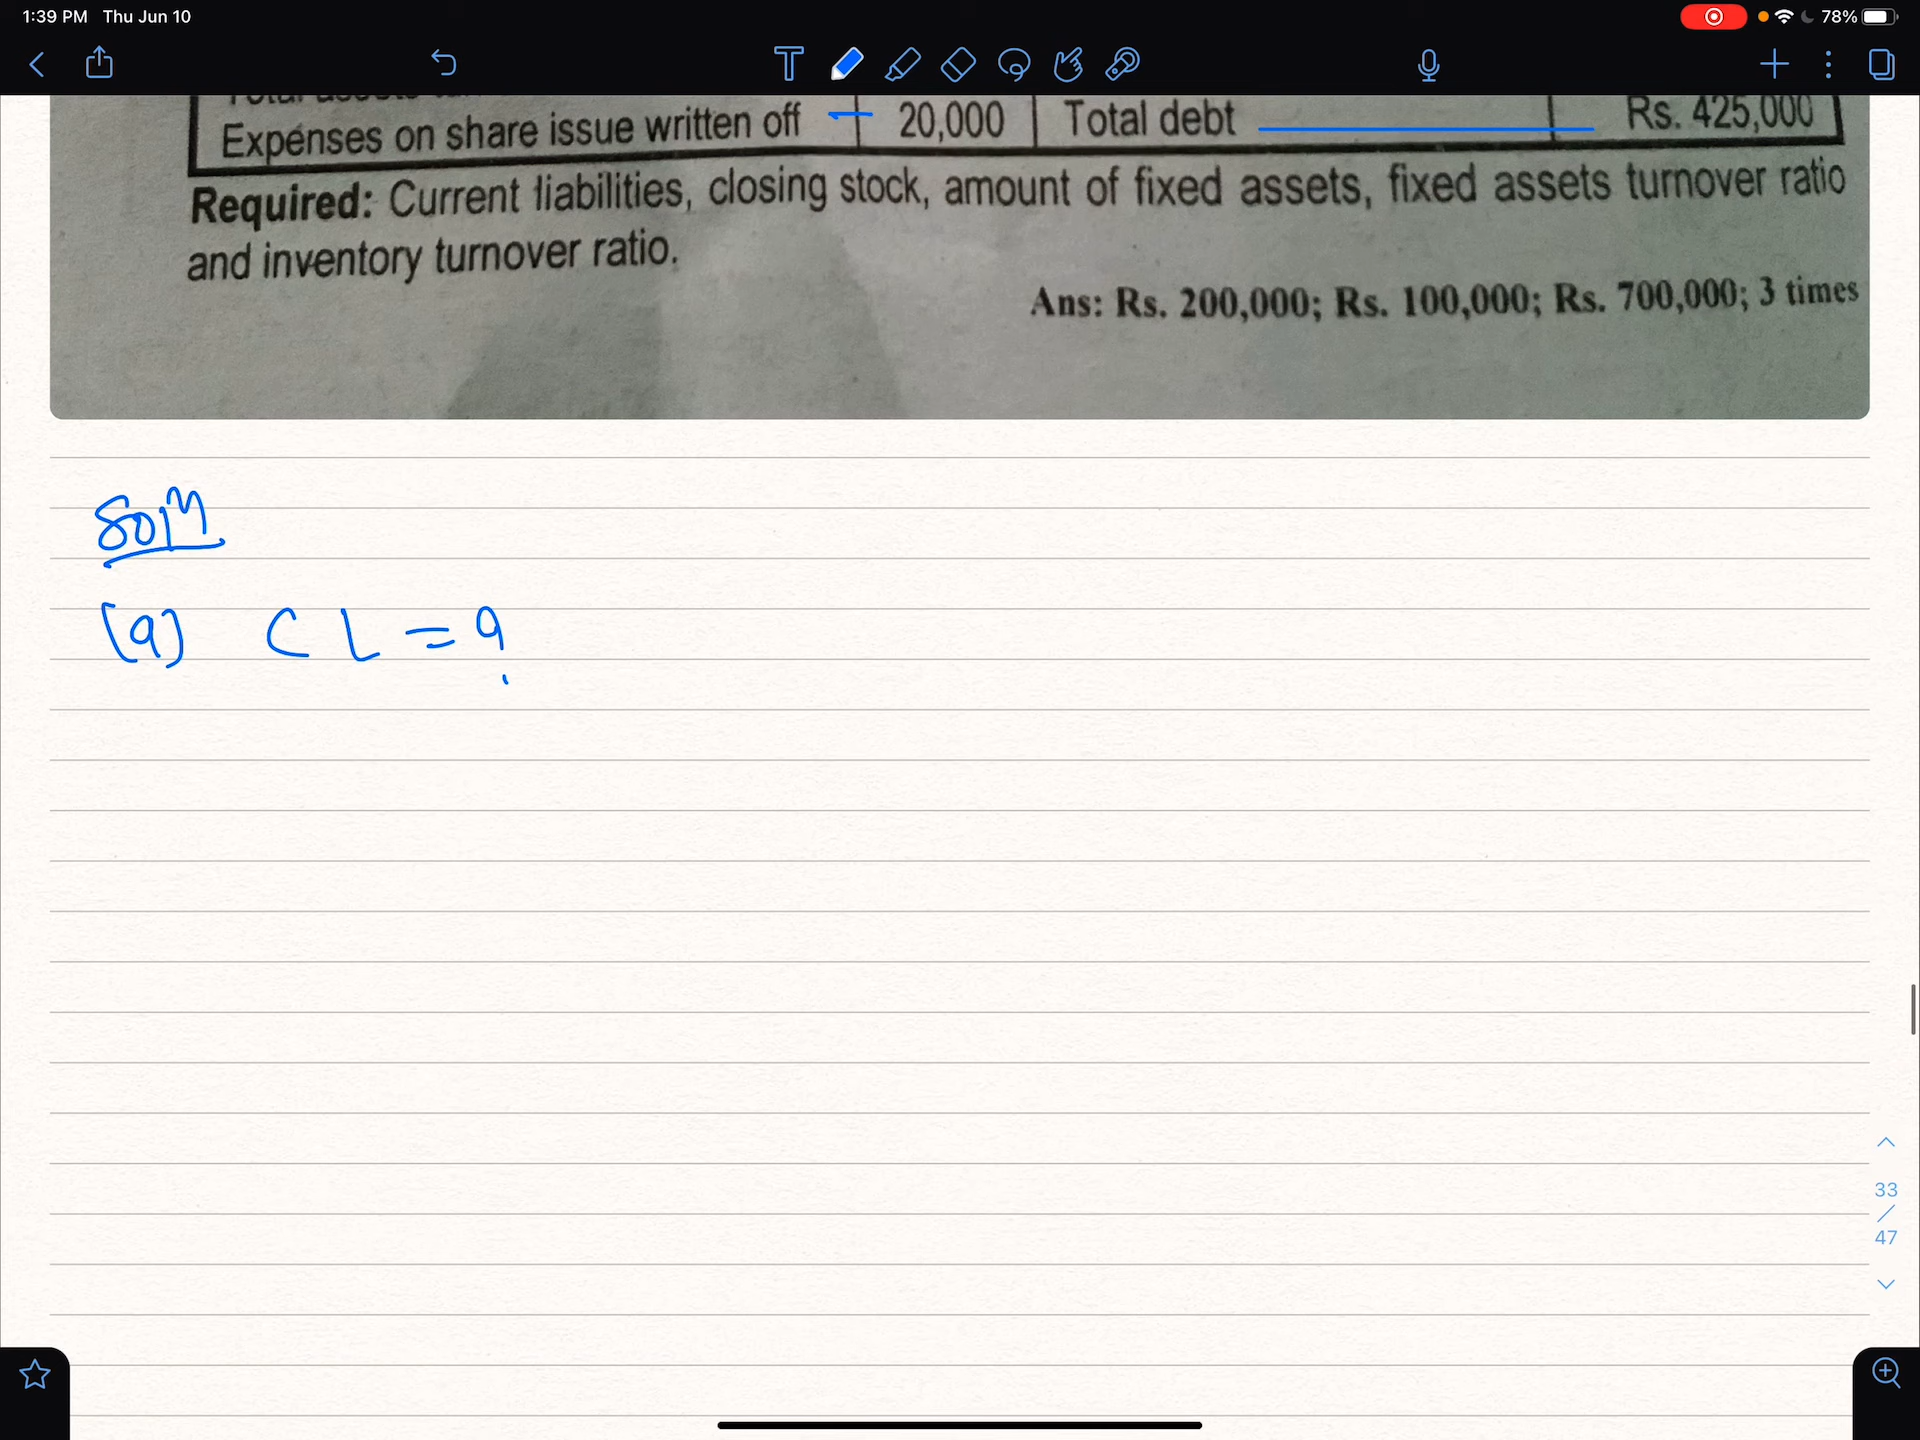 1:39 PM Thu Jun 10 78%
Expenses on share issue written off 20,000 Total debt Rs. 425,000
Required: Current liabilities, closing stock, amount of fixed assets, fixed assets turnover ratio
and inventory turnover ratio.
Ans: Rs. 200,000; Rs. 100,000; Rs. 700,000; 3 times
Soln
(a) CL = ?
33
/
47